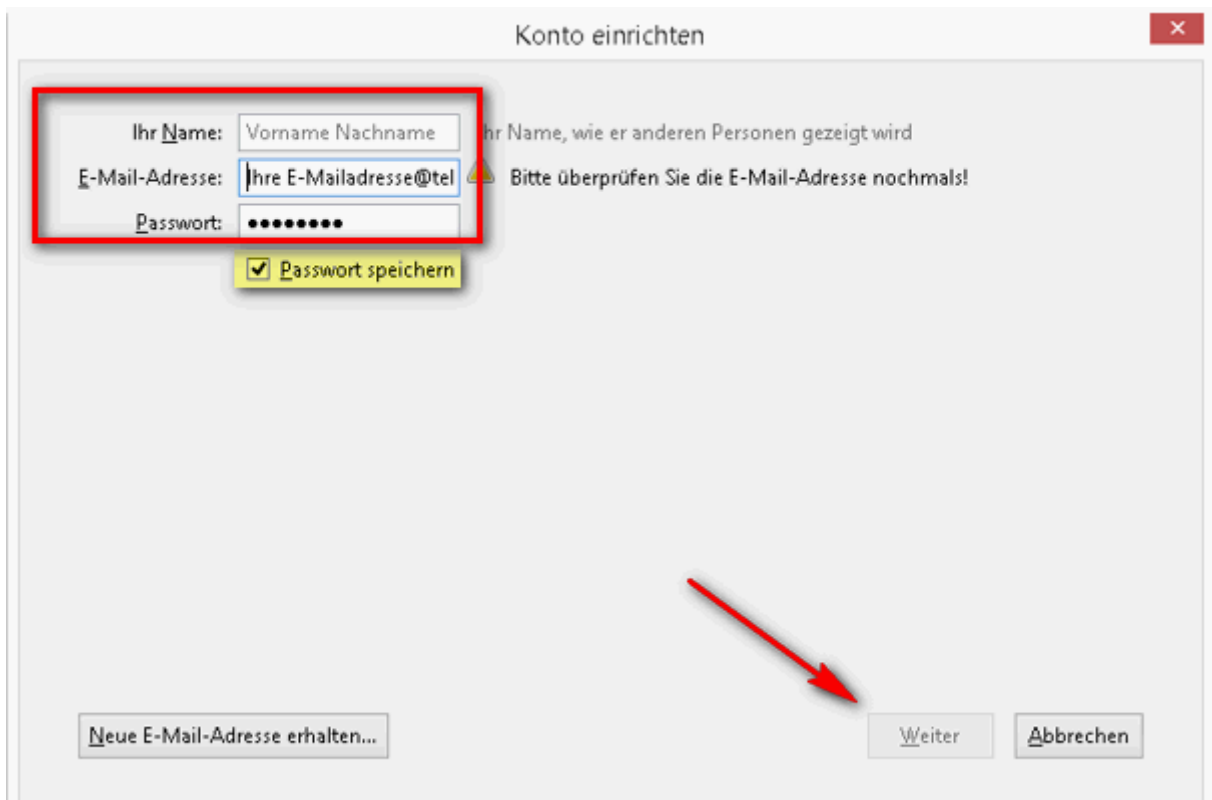 Konto einrichten
Ihr Name: Vorname Nachname hr Name, wie er anderen Personen gezeigt wird
E-Mail-Adresse: Ihre E-Mailadresse@tel Bitte überprüfen Sie die E-Mail-Adresse nochmals!
Passwort: ••••••••
Passwort speichern
Neue E-Mail-Adresse erhalten... Weiter Abbrechen